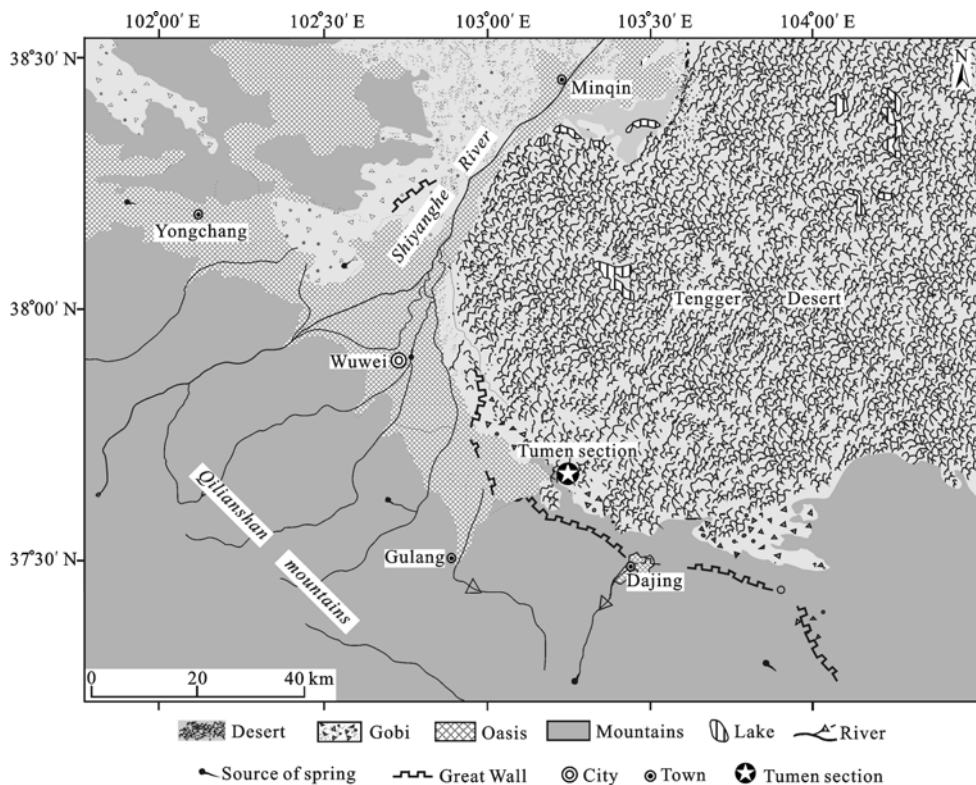 102°00′ E 102°30′ E 103°00′ E 103°30′ E 104°00′ E
38°30′ N
N
Minqin
Shiyanghe River
Yongchang
38°00′ N
Tengger Desert
Wuwei
Tumen section
Qilianshan mountains
37°30′ N
Gulang
Dajing
0 20 40 km
Desert Gobi Oasis Mountains Lake River
Source of spring Great Wall City Town Tumen section